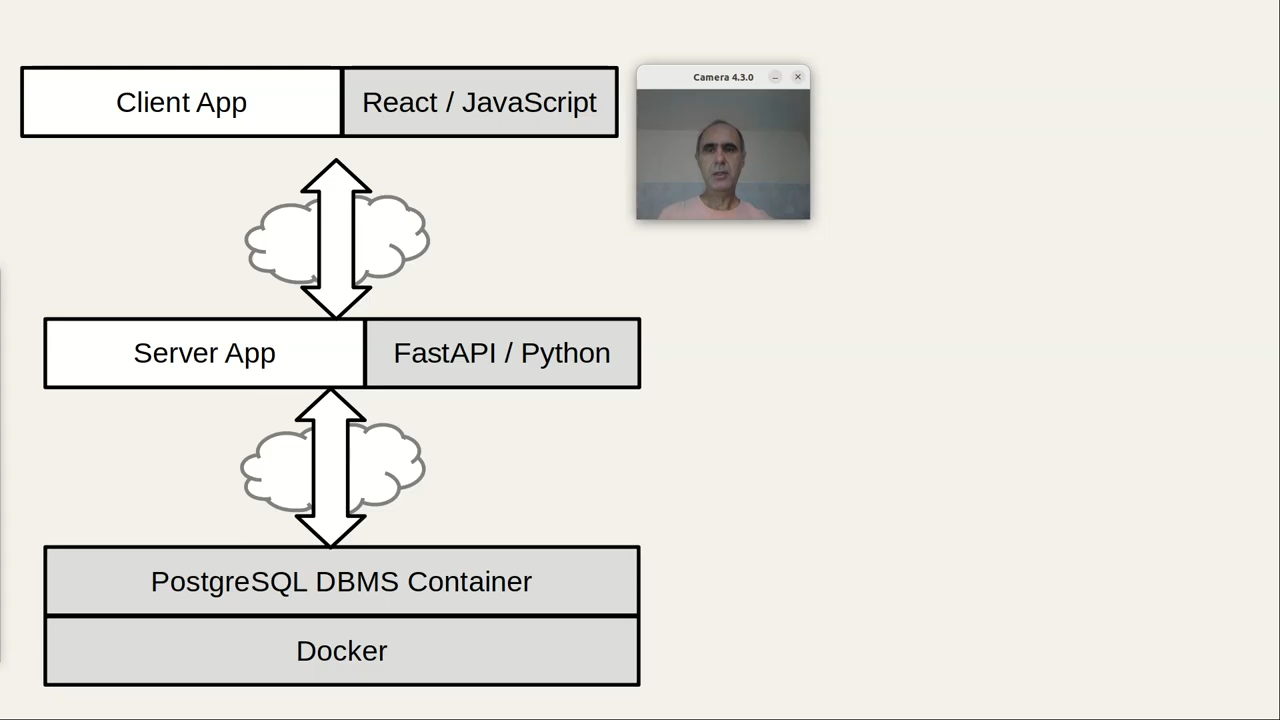 Client App
React / JavaScript
Camera 4.3.0
Server App
FastAPI / Python
PostgreSQL DBMS Container
Docker